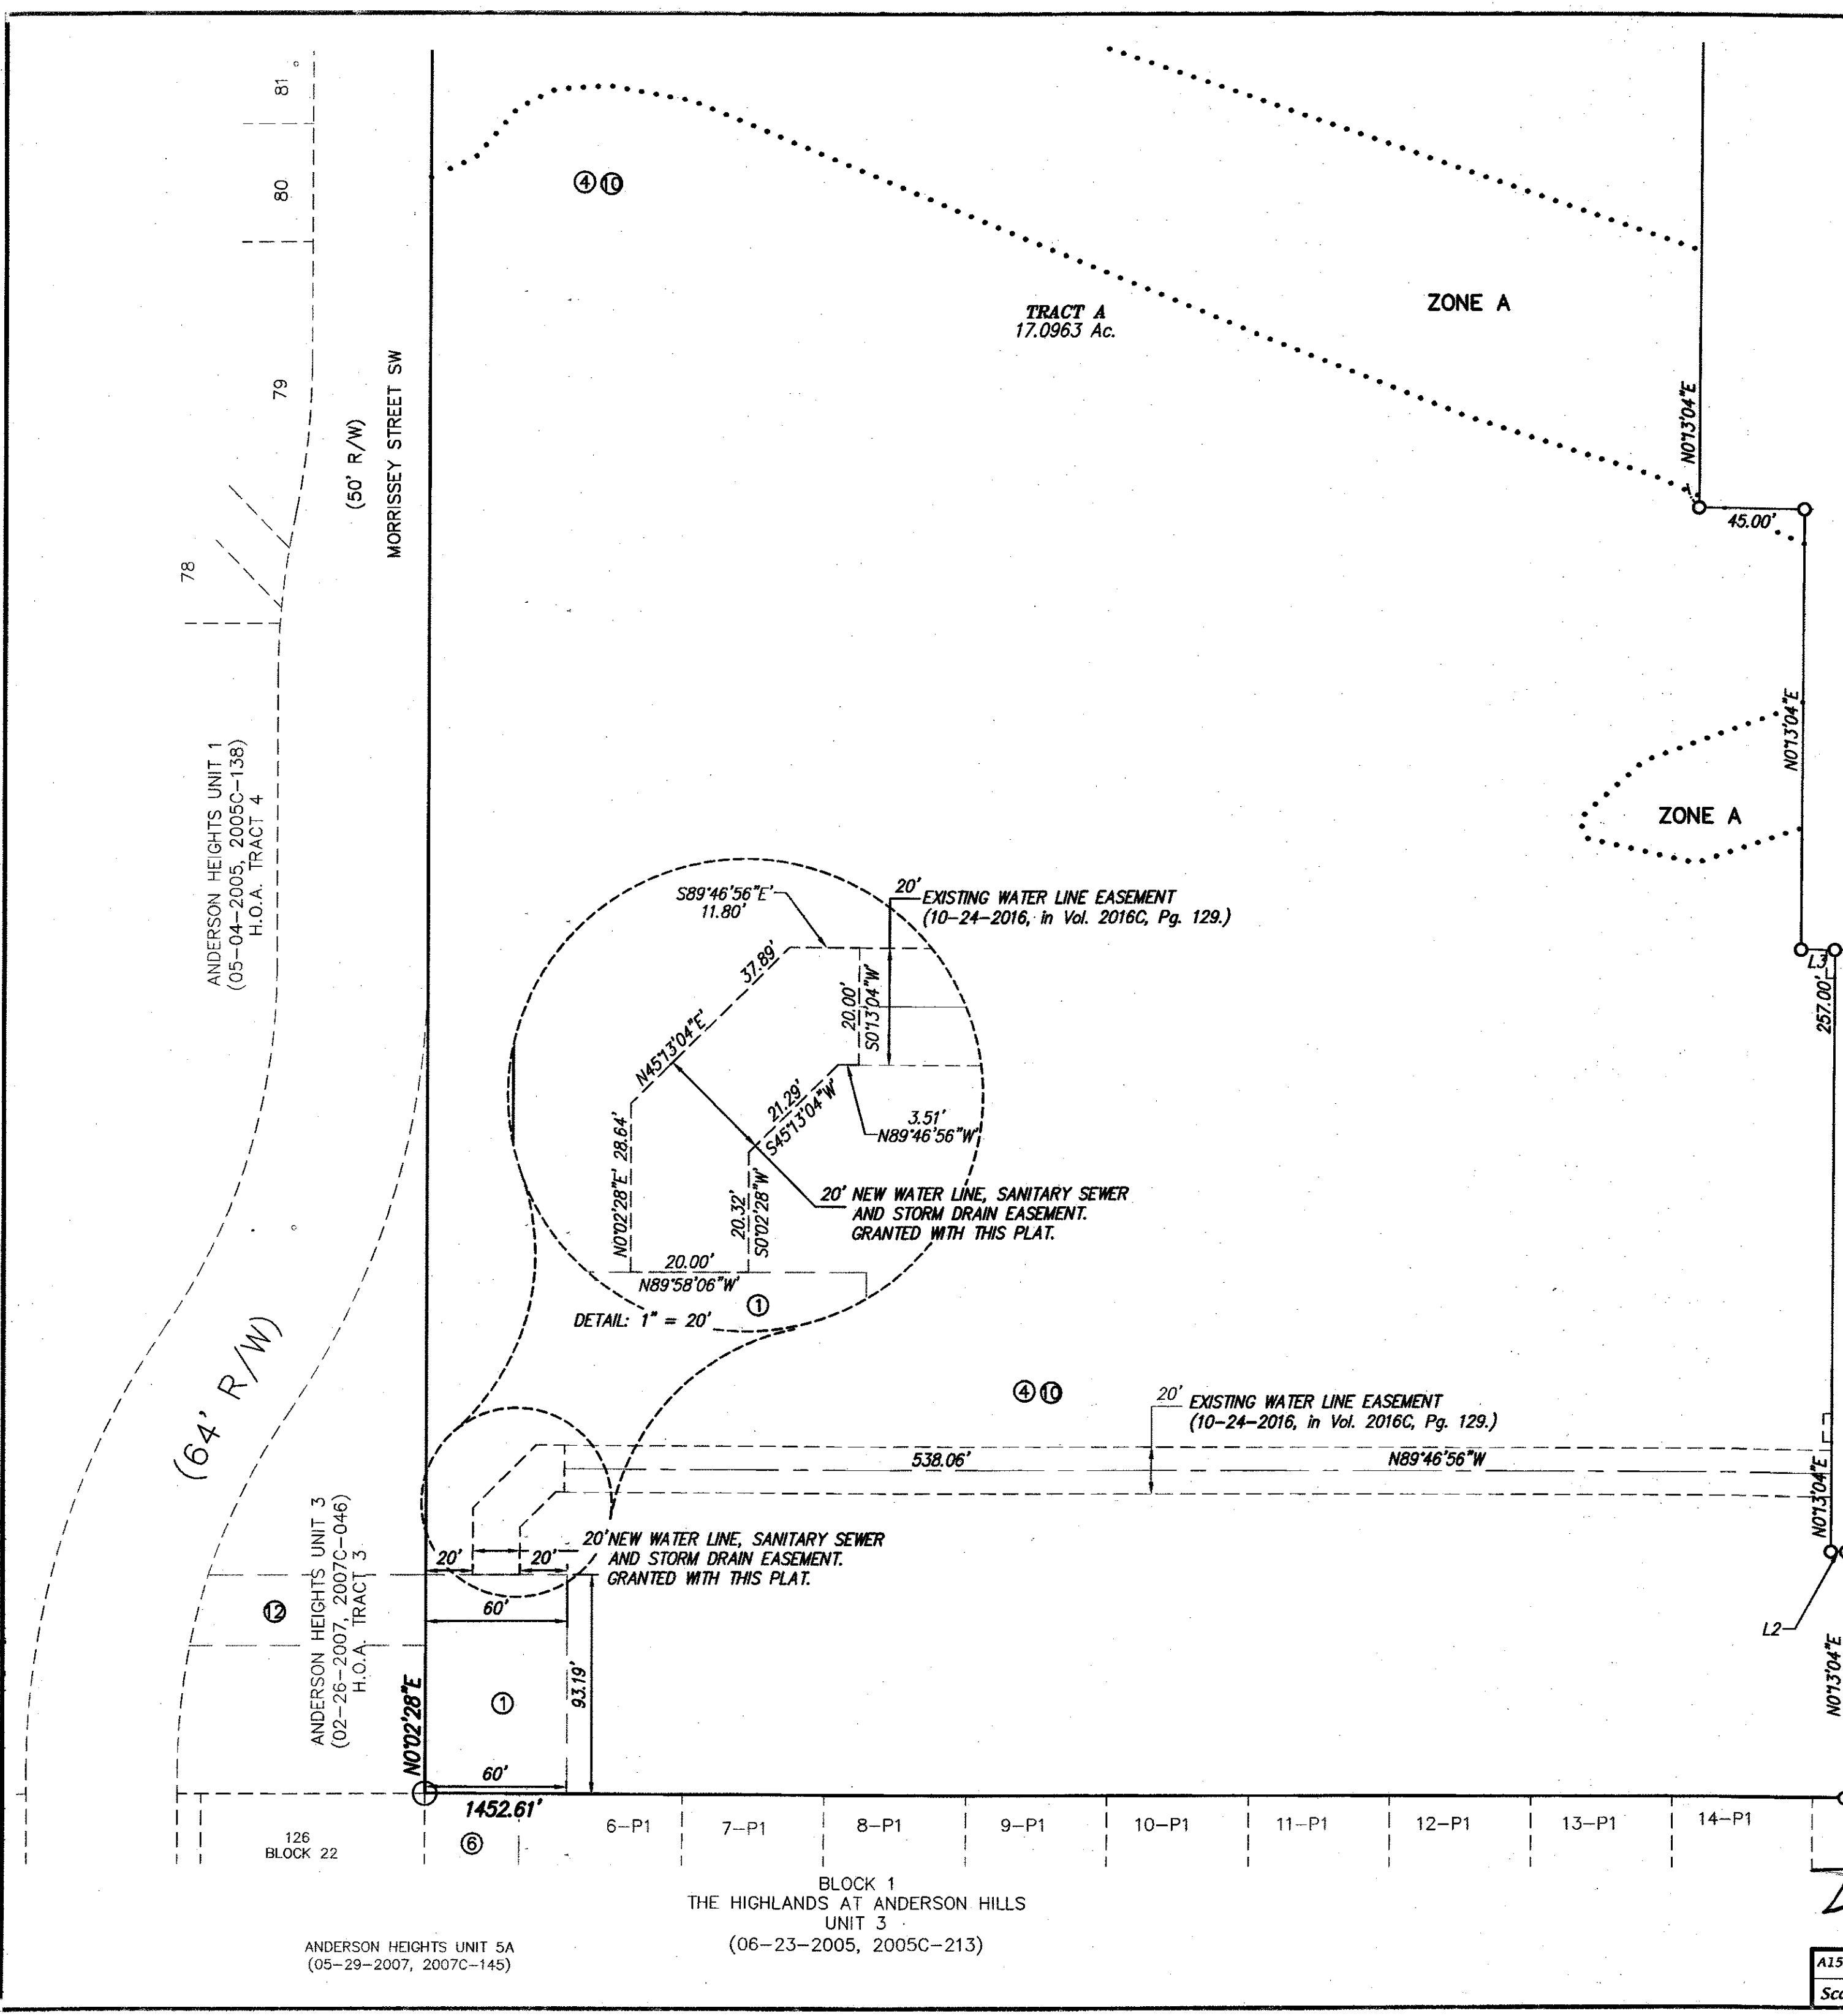 81
80
79
78
(50' R/W)
MORRISSEY STREET SW
④ ⑩
TRACT A
17.0963 Ac.
ZONE A
N0°13'04"E
45.00'
N0°13'04"E
ZONE A
L3
257.00'
ANDERSON HEIGHTS UNIT 1
(05-04-2005, 2005C-138)
H.O.A. TRACT 4
S89°46'56"E
11.80'
20' EXISTING WATER LINE EASEMENT
(10-24-2016, in Vol. 2016C, Pg. 129.)
37.89'
N45°13'04"E
20.00'
S0°13'04"W
21.29'
S45°13'04"W
3.51'
N89°46'56"W
N0°02'28"E 28.64'
20.32'
S0°02'28"W
20' NEW WATER LINE, SANITARY SEWER
AND STORM DRAIN EASEMENT.
GRANTED WITH THIS PLAT.
20.00'
N89°58'06"W
①
DETAIL: 1" = 20'
(64' R/W)
④ ⑩
20' EXISTING WATER LINE EASEMENT
(10-24-2016, in Vol. 2016C, Pg. 129.)
538.06'
N89°46'56"W
N0°13'04"E
20' NEW WATER LINE, SANITARY SEWER
AND STORM DRAIN EASEMENT.
GRANTED WITH THIS PLAT.
20'
20'
ANDERSON HEIGHTS UNIT 3
(02-26-2007, 2007C-046)
H.O.A. TRACT 3
⑫
60'
①
93.19'
N0°02'28"E
60'
L2
N0°13'04"E
1452.61'
126
BLOCK 22
⑥
6-P1
7-P1
8-P1
9-P1
10-P1
11-P1
12-P1
13-P1
14-P1
BLOCK 1
THE HIGHLANDS AT ANDERSON HILLS
UNIT 3
(06-23-2005, 2005C-213)
ANDERSON HEIGHTS UNIT 5A
(05-29-2007, 2007C-145)
A15